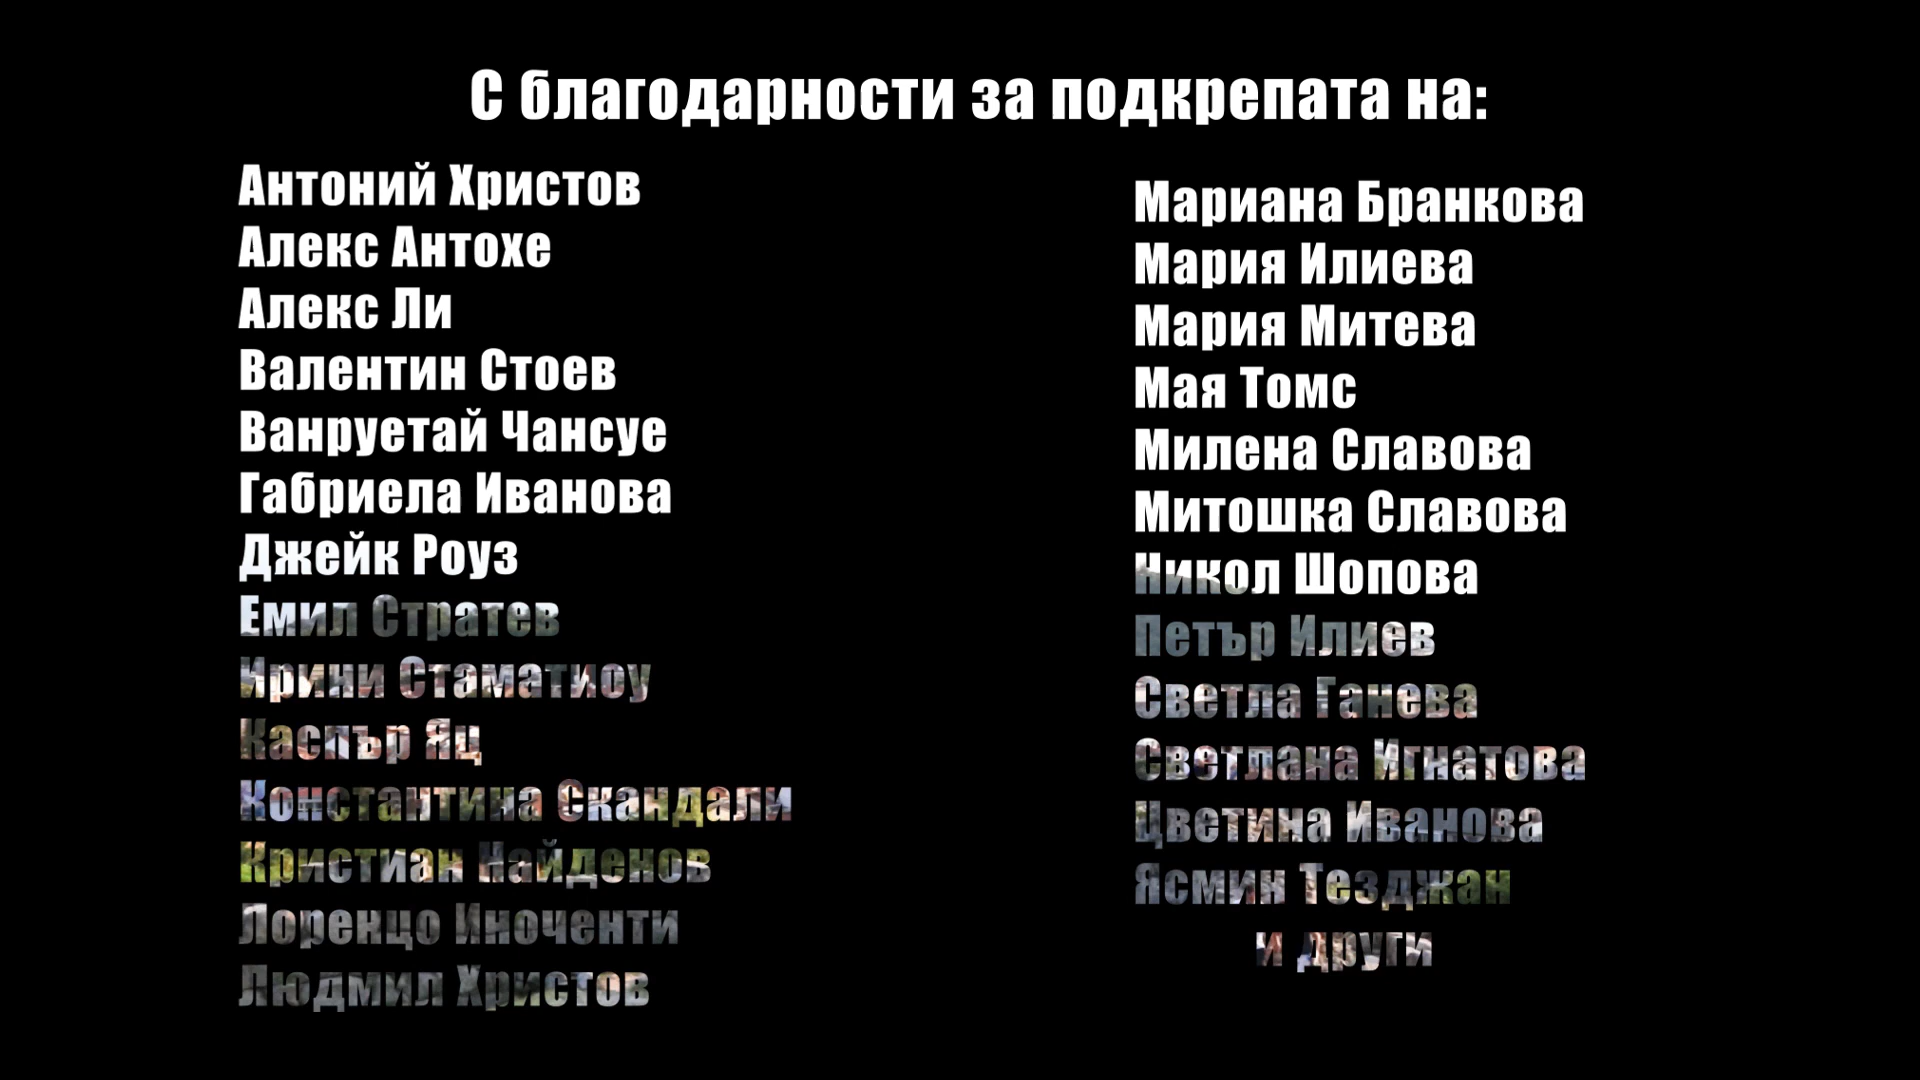 С благодарности за подкрепата на:
Антоний Христов
Алекс Антохе
Алекс Ли
Валентин Стоев
Ванруетай Чансуе
Габриела Иванова
Джейк Роуз
Емил Стратев
Ирини Стаматиоу
Каспър Яц
Константина Скандали
Кристиан Найденов
Лоренцо Иноченти
Людмил Христов
Мариана Бранкова
Мария Илиева
Мария Митева
Мая Томс
Милена Славова
Митошка Славова
Никол Шопова
Петър Илиев
Светла Ганева
Светлана Игнатова
Цветина Иванова
Ясмин Тезджан
и други